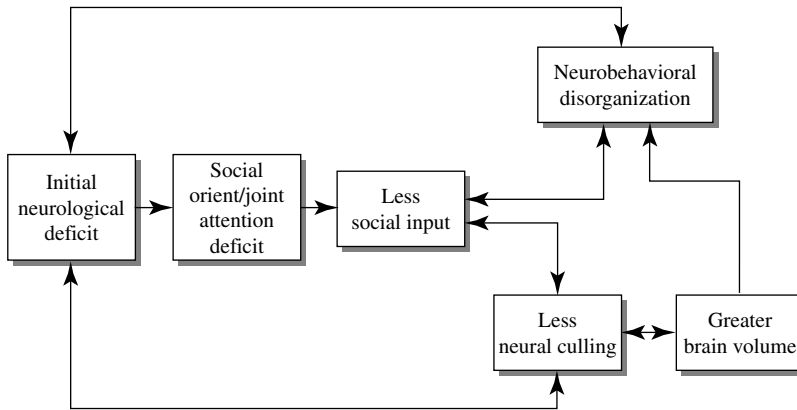 Neurobehavioral
disorganization
Initial
neurological
deficit
Social
orient/joint
attention
deficit
Less
social input
Less
neural culling
Greater
brain volume